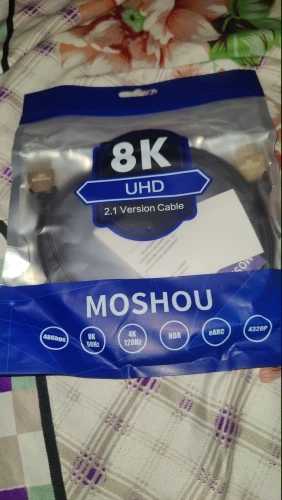 8K
UHD
2.1 Version Cable
MOSHOU
48Gbps
8K
60Hz
4K
120Hz
HDR
eARC
4320P